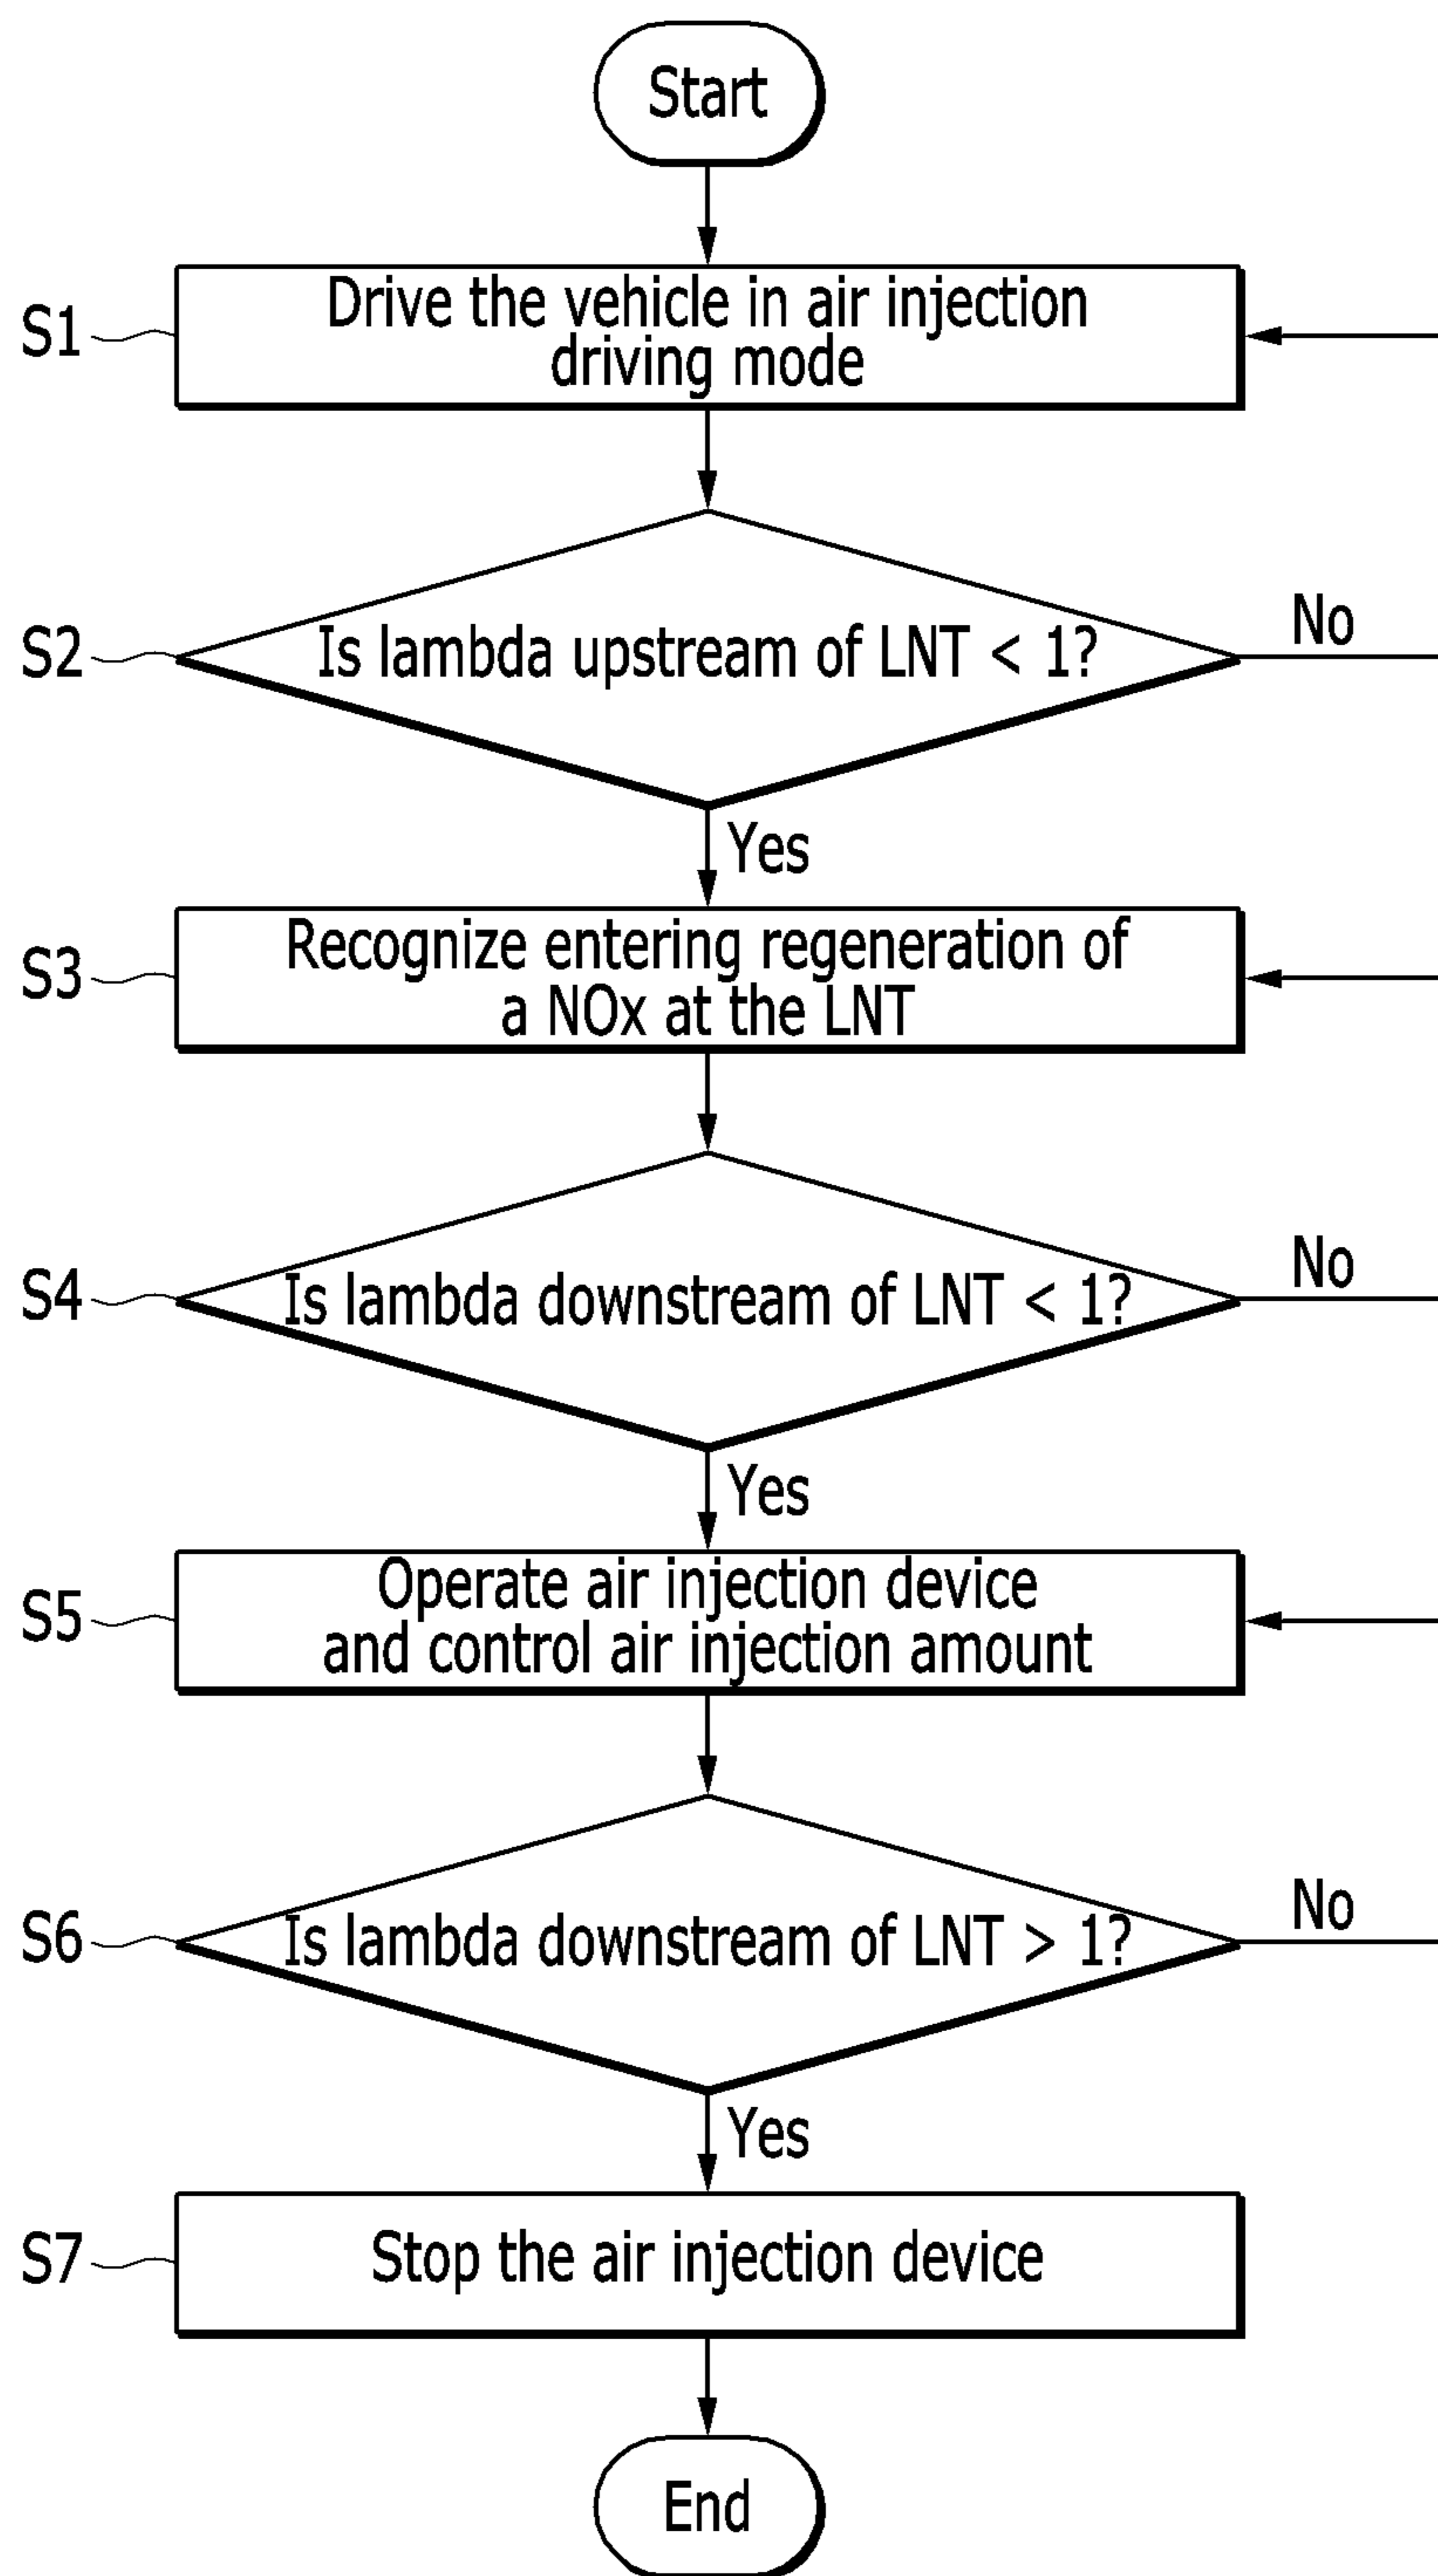 Start
S1
Drive the vehicle in air injection
driving mode
S2
Is lambda upstream of LNT < 1?
No
Yes
S3
Recognize entering regeneration of
a NOx at the LNT
S4
Is lambda downstream of LNT < 1?
No
Yes
S5
Operate air injection device
and control air injection amount
S6
Is lambda downstream of LNT > 1?
No
Yes
S7
Stop the air injection device
End